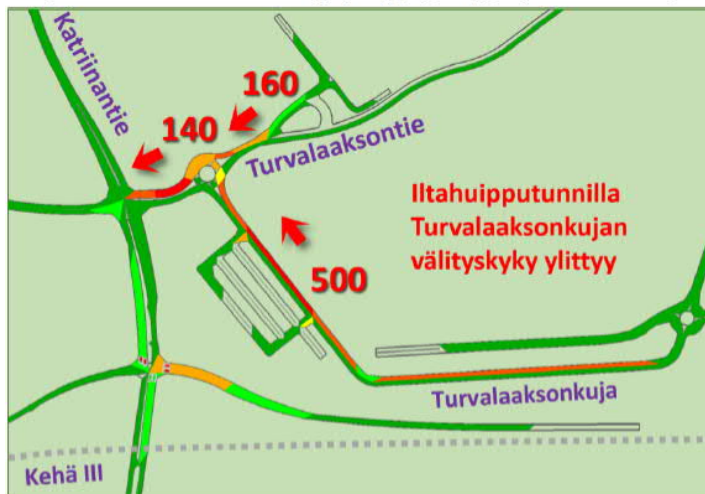 Katriinantie
160
140
Turvalaaksontie
Iltahuipputunnilla
Turvalaaksonkujan
välityskyky ylittyy
500
Turvalaaksonkuja
Kehä III